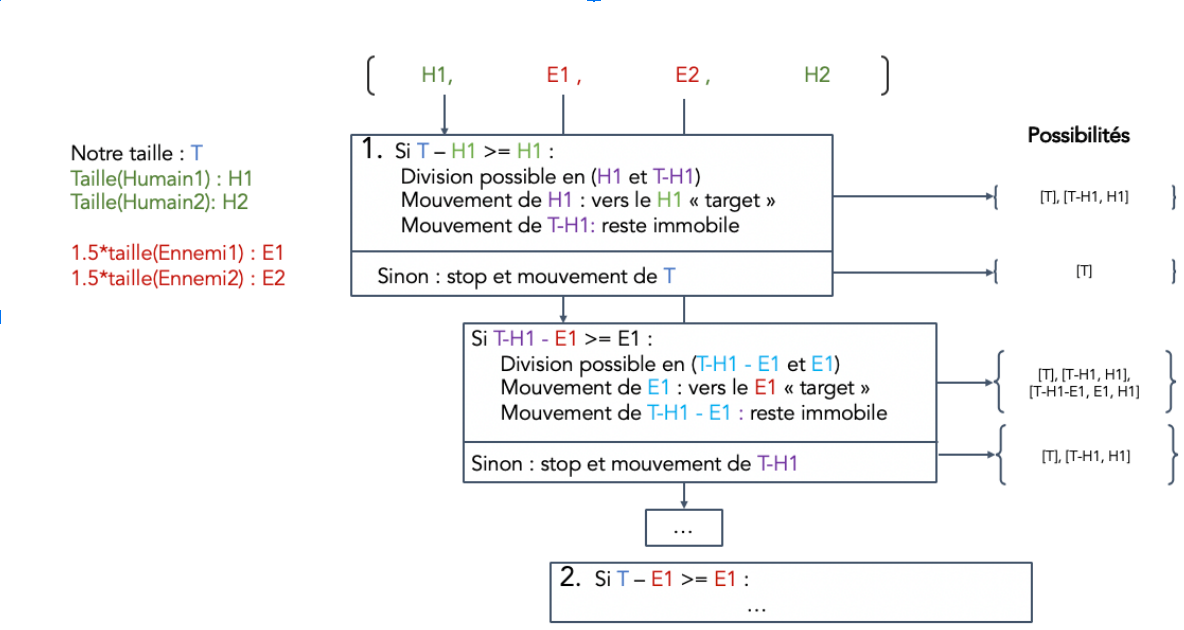 ( H1, E1 , E2 , H2 )
Notre taille : T
Taille(Humain1) : H1
Taille(Humain2): H2
1.5*taille(Ennemi1) : E1
1.5*taille(Ennemi2) : E2
Possibilités
1. Si T – H1 >= H1 :
Division possible en (H1 et T-H1)
Mouvement de H1 : vers le H1 « target »
Mouvement de T-H1: reste immobile
{ [T], [T-H1, H1] }
Sinon : stop et mouvement de T
{ [T] }
Si T-H1 - E1 >= E1 :
Division possible en (T-H1 - E1 et E1)
Mouvement de E1 : vers le E1 « target »
Mouvement de T-H1 - E1 : reste immobile
{ [T], [T-H1, H1],
[T-H1-E1, E1, H1] }
Sinon : stop et mouvement de T-H1
{ [T], [T-H1, H1] }
...
2. Si T – E1 >= E1 :
...